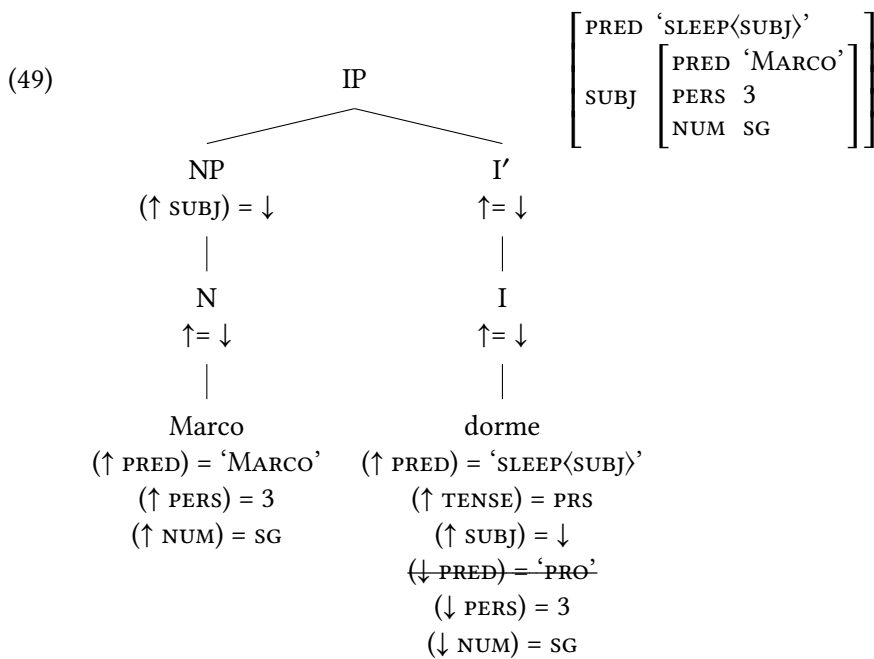 (49)
IP
[PRED ‘SLEEP⟨SUBJ⟩’
SUBJ [PRED ‘MARCO’
PERS 3
NUM SG]]
NP I′
(↑ SUBJ) = ↓ ↑= ↓
N I
↑= ↓ ↑= ↓
Marco dorme
(↑ PRED) = ‘MARCO’ (↑ PRED) = ‘SLEEP⟨SUBJ⟩’
(↑ PERS) = 3 (↑ TENSE) = PRS
(↑ NUM) = SG (↑ SUBJ) = ↓
(↓ PRED) = ‘PRO’
(↓ PERS) = 3
(↓ NUM) = SG